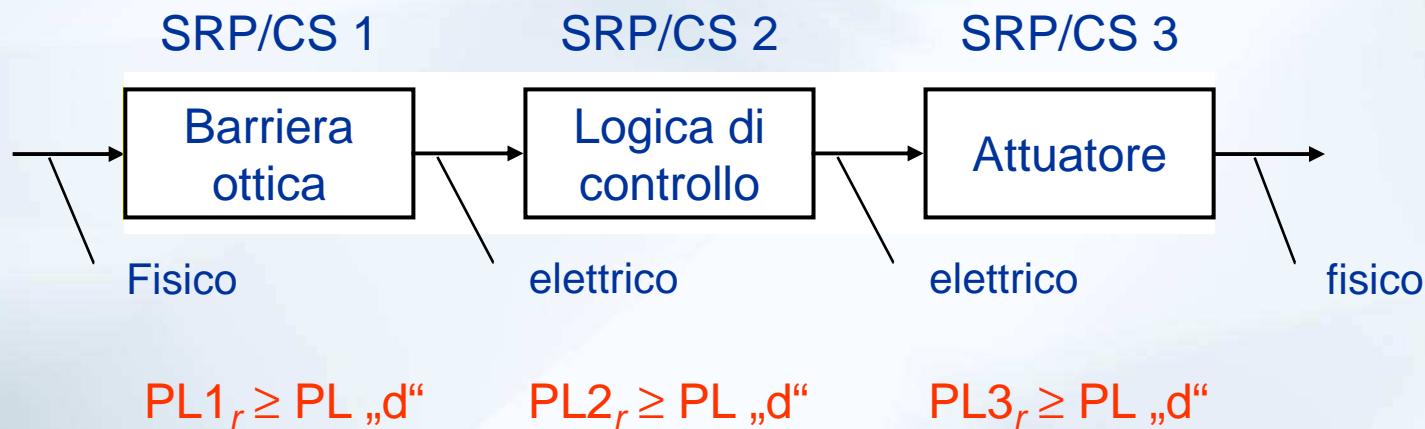 SRP/CS 1 SRP/CS 2 SRP/CS 3
Barriera
ottica
Logica di
controllo
Attuatore
Fisico elettrico elettrico fisico
PL1r ≥ PL „d“ PL2r ≥ PL „d“ PL3r ≥ PL „d“